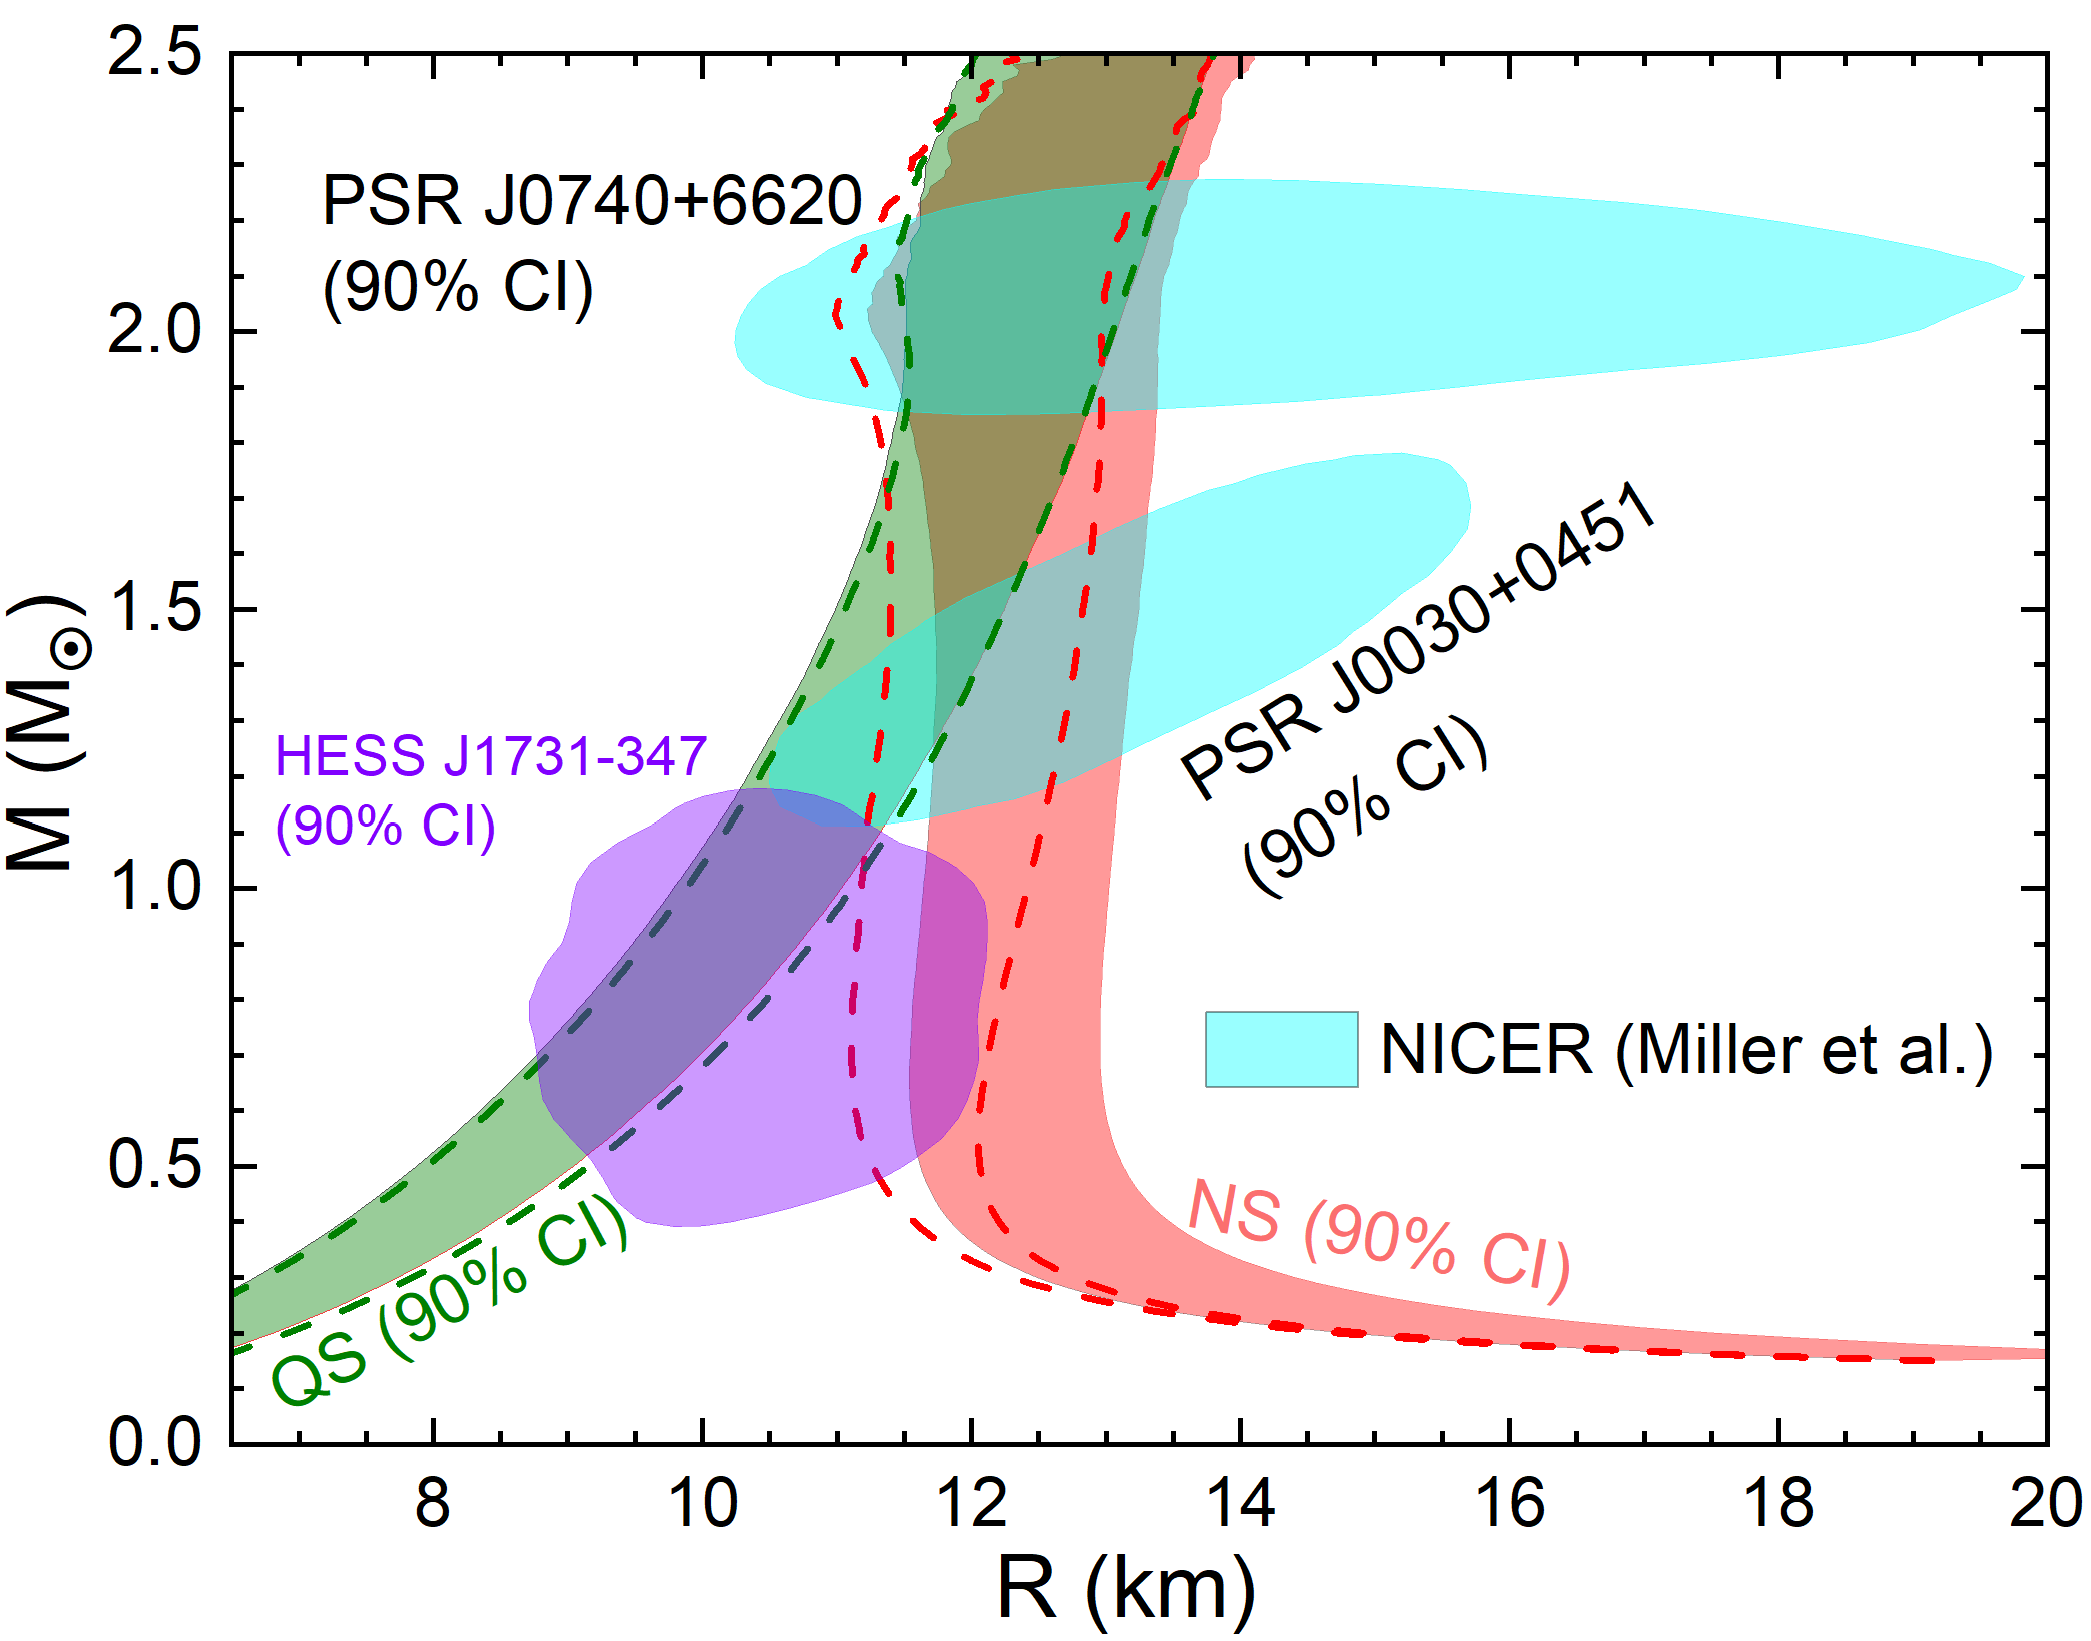 2.5
2.0
1.5
1.0
0.5
0.0
M (M⊙)
PSR J0740+6620
(90% CI)
HESS J1731-347
(90% CI)
PSR J0030+0451
(90% CI)
NICER (Miller et al.)
NS (90% CI)
QS (90% CI)
8 10 12 14 16 18 20
R (km)